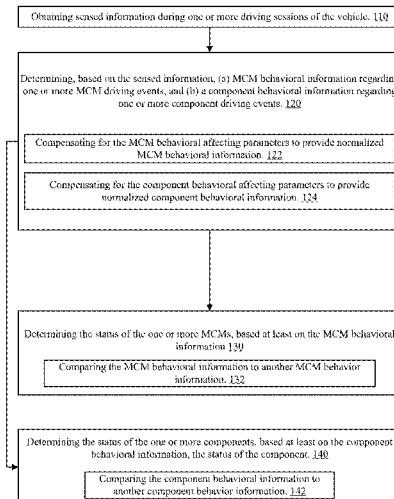 Obtaining sensed information during one or more driving sessions of the vehicle. 110
Determining, based on the sensed information, (a) MCM behavioral information regarding
one or more MCM driving events, and (b) a component behavioral information regarding
one or more component driving events. 120
Compensating for the MCM behavioral affecting parameters to provide normalized
MCM behavioral information. 122
Compensating for the component behavioral affecting parameters to provide
normalized component behavioral information. 124
Determining the status of the one or more MCMs, based at least on the MCM behavioral
information 130
Comparing the MCM behavioral information to another MCM behavior
information. 132
Determining the status of the one or more components, based at least on the component
behavioral information, the status of the component. 140
Comparing the component behavioral information to
another component behavior information. 142